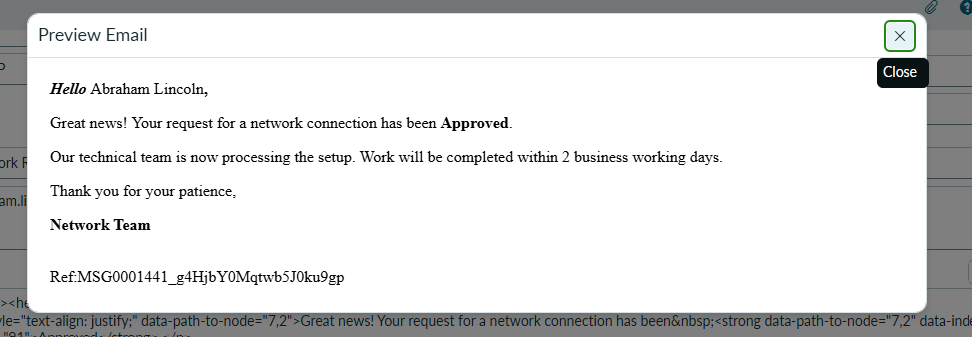 Preview Email
Close
Hello Abraham Lincoln,
Great news! Your request for a network connection has been Approved.
Our technical team is now processing the setup. Work will be completed within 2 business working days.
Thank you for your patience,
Network Team
Ref:MSG0001441_g4HjbY0Mqtwb5J0ku9gp
ork R
am.li
><he
yle="text-align: justify;" data-path-to-node="7,2">Great news! Your request for a network connection has been&nbsp;<strong data-path-to-node="7,2" data-inde